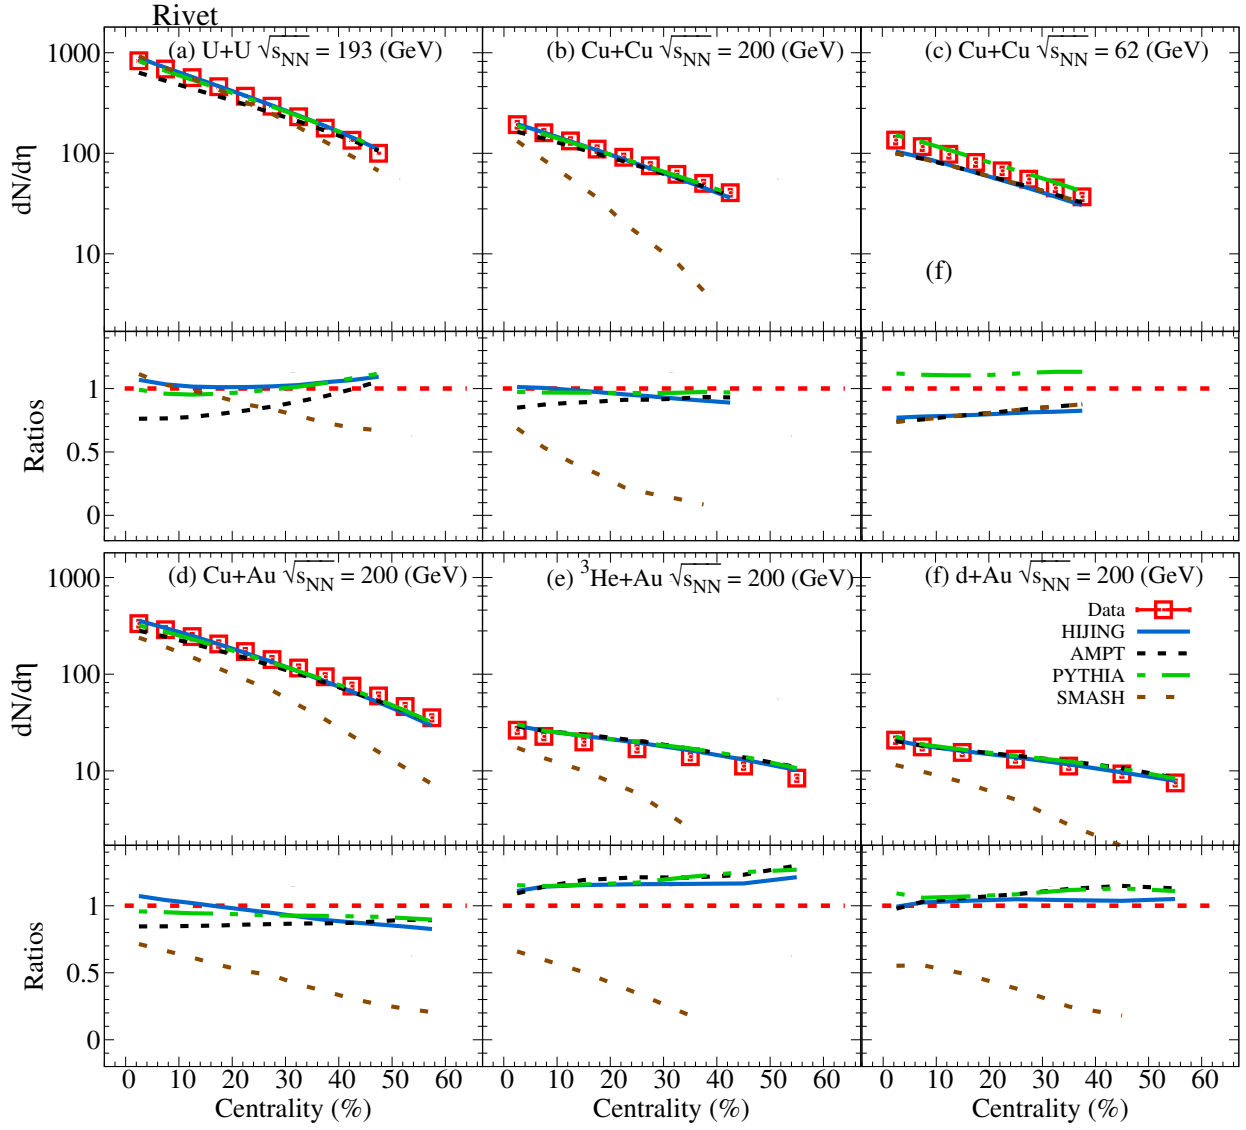 Rivet
(a) U+U √sNN = 193 (GeV)
(b) Cu+Cu √sNN = 200 (GeV)
(c) Cu+Cu √sNN = 62 (GeV)
1000
100
10
dN/dη
(f)
1
0.5
0
Ratios
(d) Cu+Au √sNN = 200 (GeV)
(e) ³He+Au √sNN = 200 (GeV)
(f) d+Au √sNN = 200 (GeV)
1000
100
10
dN/dη
Data
HIJING
AMPT
PYTHIA
SMASH
1
0.5
0
Ratios
0 10 20 30 40 50 60
0 10 20 30 40 50 60
0 10 20 30 40 50 60
Centrality (%)
Centrality (%)
Centrality (%)